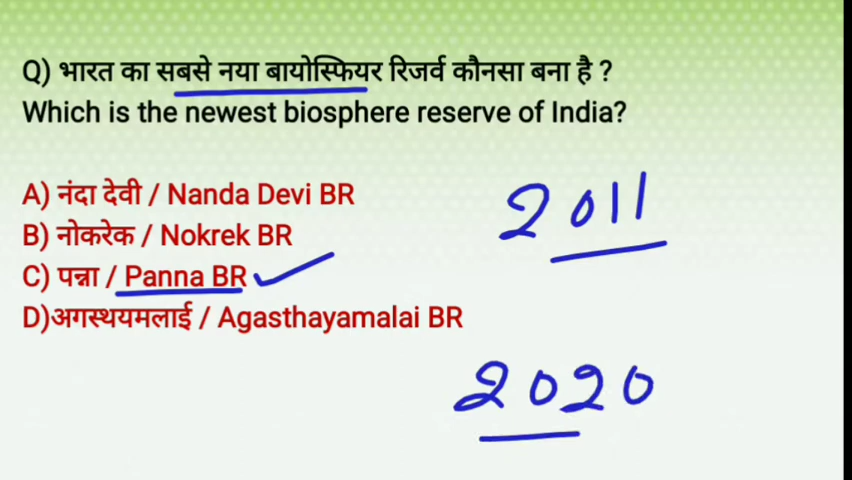 Q) भारत का सबसे नया बायोस्फियर रिजर्व कौनसा बना है ?
Which is the newest biosphere reserve of India?
A) नंदा देवी / Nanda Devi BR
B) नोकरेक / Nokrek BR
C) पन्ना / Panna BR
D)अगस्थयमलाई / Agasthayamalai BR
2011
2020